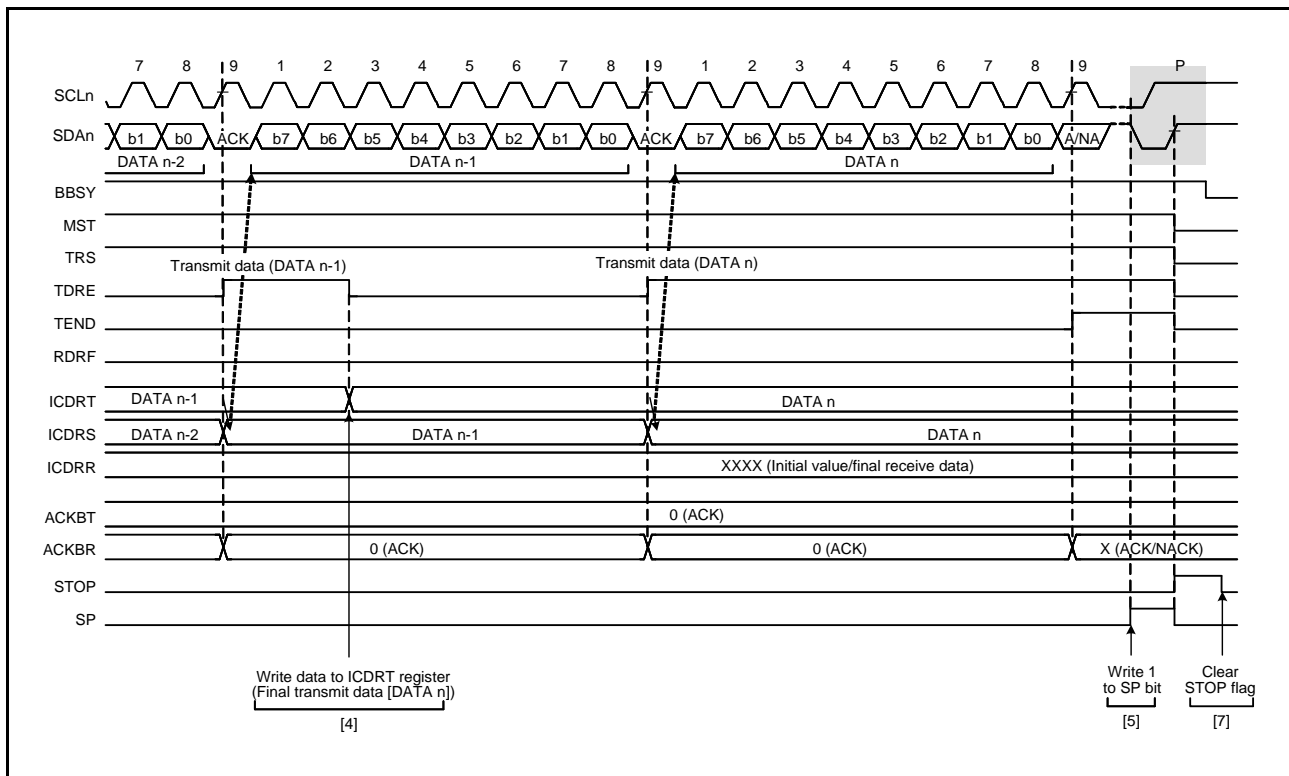 7 8 9 1 2 3 4 5 6 7 8 9 1 2 3 4 5 6 7 8 9 P
SCLn
SDAn b1 b0 ACK b7 b6 b5 b4 b3 b2 b1 b0 ACK b7 b6 b5 b4 b3 b2 b1 b0 A/NA
DATA n-2 DATA n-1 DATA n
BBSY
MST
TRS
Transmit data (DATA n-1) Transmit data (DATA n)
TDRE
TEND
RDRF
ICDRT DATA n-1 DATA n
ICDRS DATA n-2 DATA n-1 DATA n
ICDRR XXXX (Initial value/final receive data)
ACKBT 0 (ACK)
ACKBR 0 (ACK) 0 (ACK) X (ACK/NACK)
STOP
SP
Write data to ICDRT register
(Final transmit data [DATA n])
[4]
Write 1
to SP bit
[5]
Clear
STOP flag
[7]